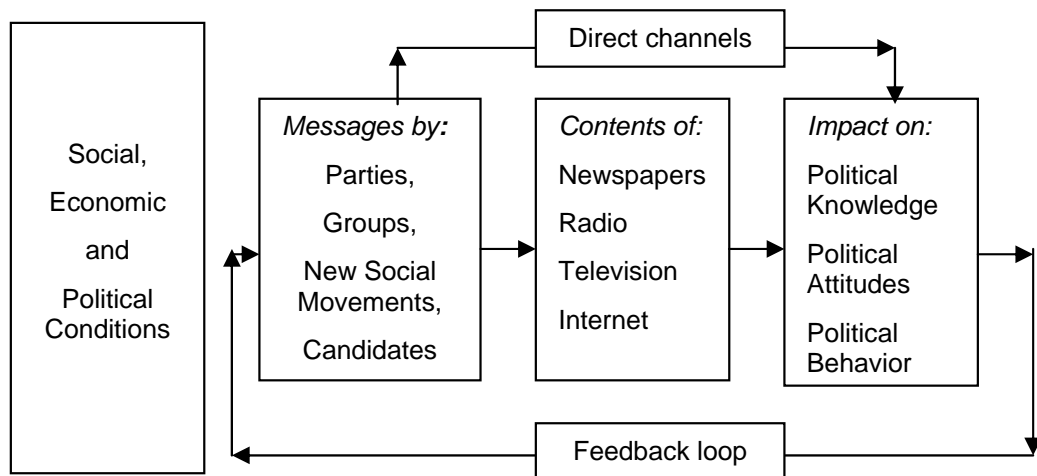 Direct channels
Social,
Economic
and
Political
Conditions
Messages by:
Parties,
Groups,
New Social
Movements,
Candidates
Contents of:
Newspapers
Radio
Television
Internet
Impact on:
Political
Knowledge
Political
Attitudes
Political
Behavior
Feedback loop